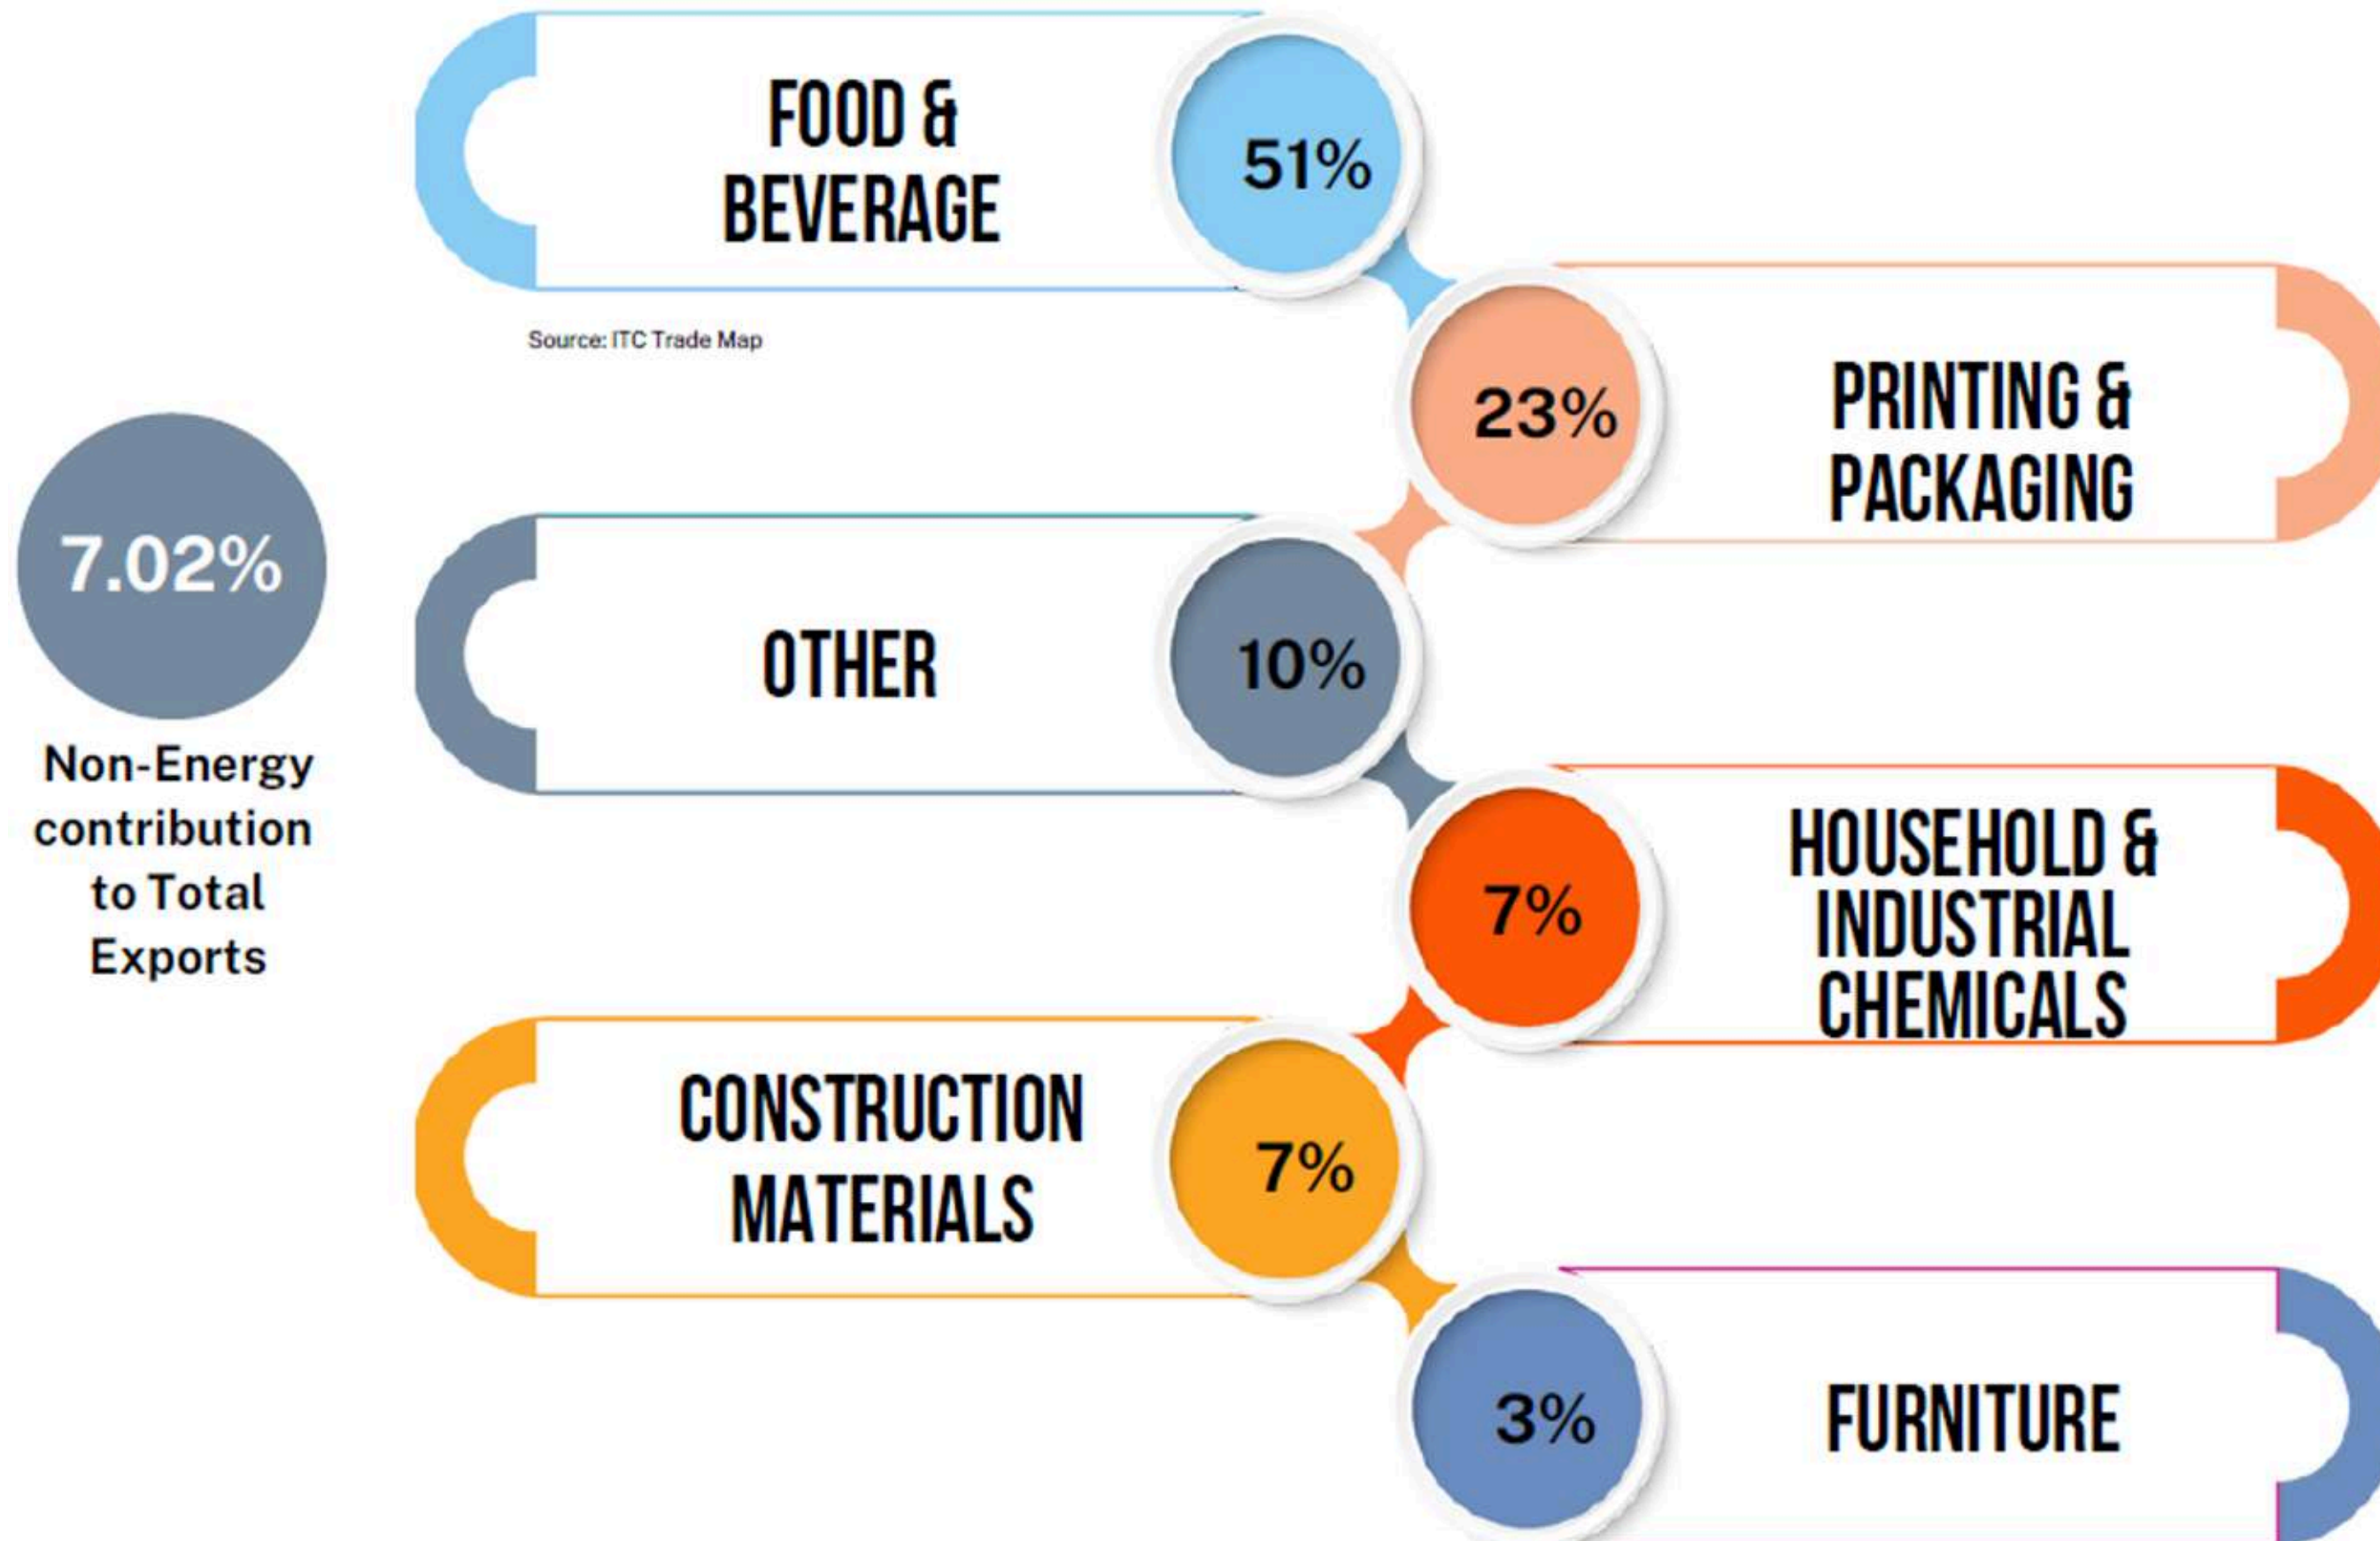 FOOD &
BEVERAGE
51%
Source: ITC Trade Map
23%
PRINTING &
PACKAGING
7.02%
Non-Energy
contribution
to Total
Exports
OTHER
10%
7%
HOUSEHOLD &
INDUSTRIAL
CHEMICALS
CONSTRUCTION
MATERIALS
7%
3%
FURNITURE